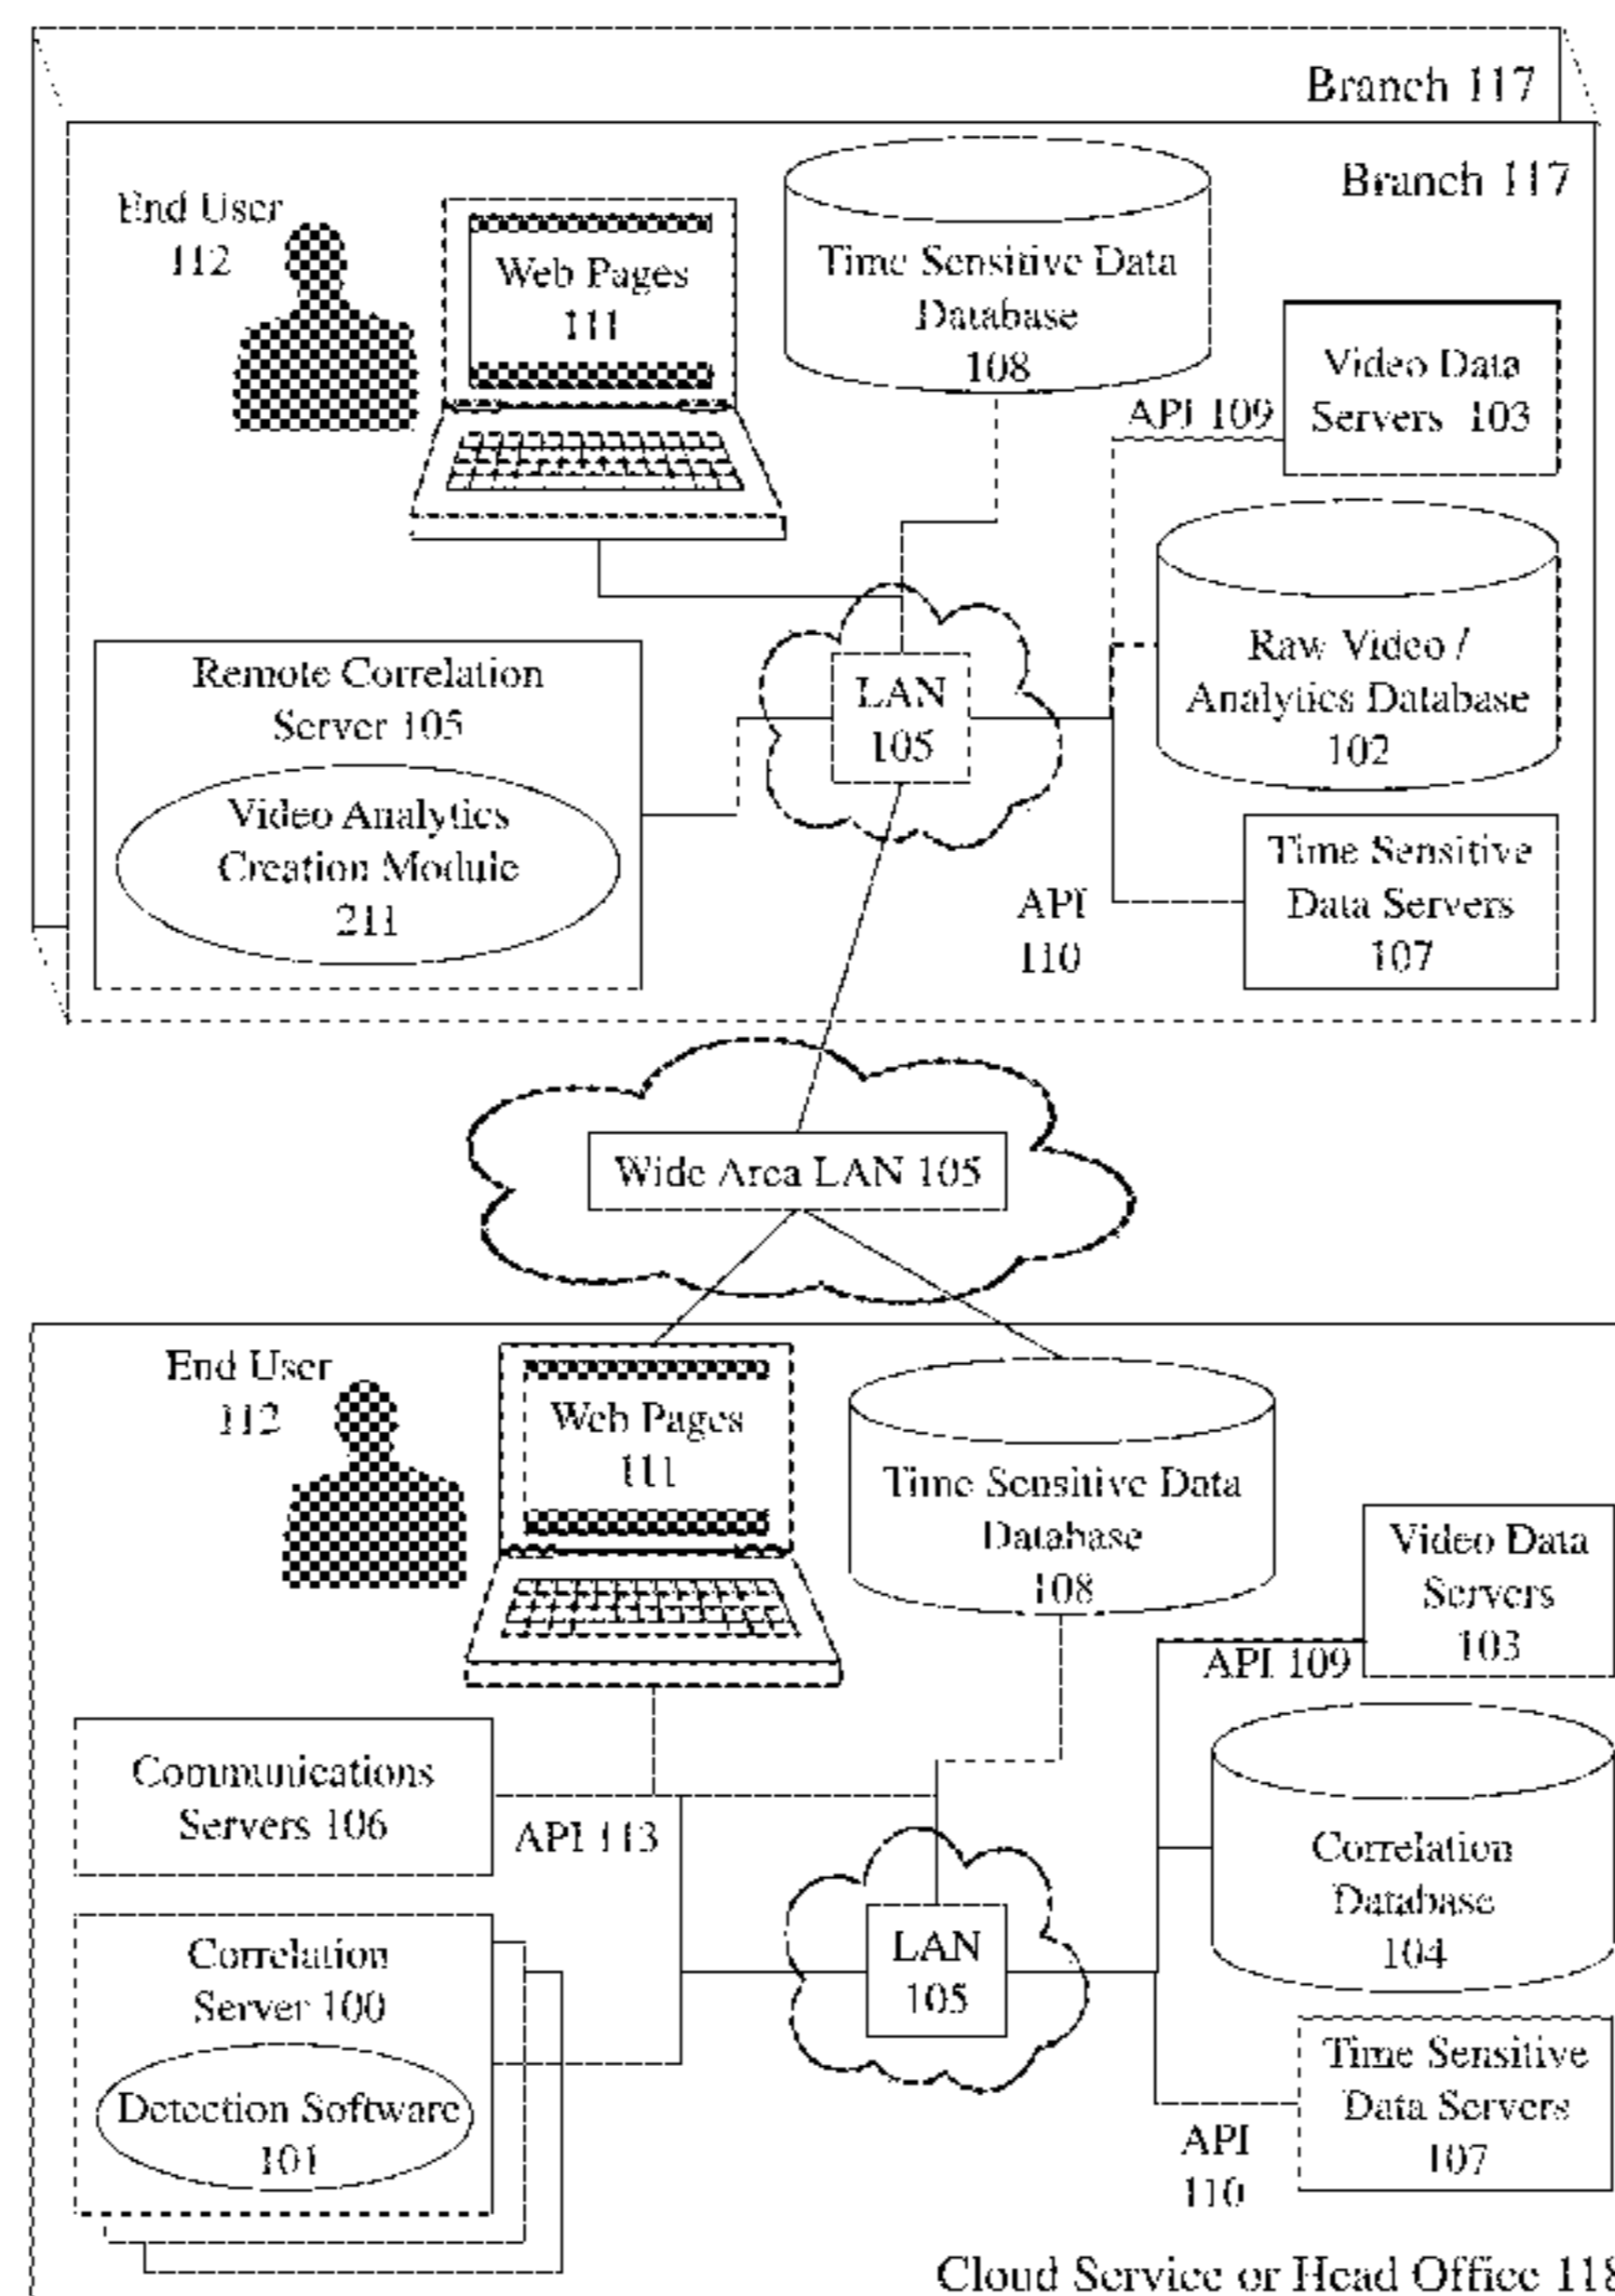 Branch 117
Branch 117
End User
112
Web Pages
111
Time Sensitive Data
Database
108
API 109
Video Data
Servers 103
Raw Video /
Analytics Database
102
Remote Correlation
Server 105
Video Analytics
Creation Module
211
LAN
105
API
110
Time Sensitive
Data Servers
107
Wide Area LAN 105
End User
112
Web Pages
111
Time Sensitive Data
Database
108
Video Data
Servers
103
API 109
Communications
Servers 106
API 113
Correlation
Database
104
Correlation
Server 100
Detection Software
101
LAN
105
API
110
Time Sensitive
Data Servers
107
Cloud Service or Head Office 118